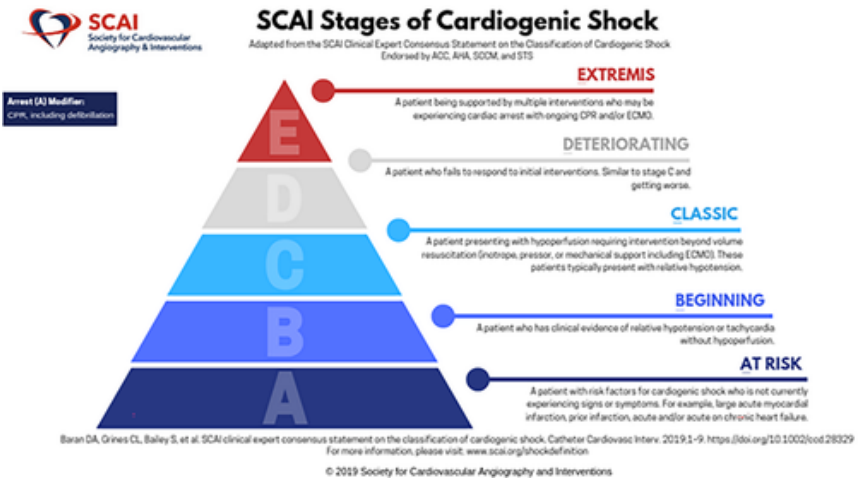 SCAI
Society for Cardiovascular
Angiography & Interventions
SCAI Stages of Cardiogenic Shock
Adapted from the SCAI Clinical Expert Consensus Statement on the Classification of Cardiogenic Shock
Endorsed by ACC, AHA, SCCM, and STS
Arrest (A) Modifier:
CPR, including defibrillation
EXTREMIS
A patient being supported by multiple interventions who may be
experiencing cardiac arrest with ongoing CPR and/or ECMO.
E
DETERIORATING
A patient who fails to respond to initial interventions. Similar to stage C and
getting worse.
D
CLASSIC
A patient presenting with hypoperfusion requiring intervention beyond volume
resuscitation (inotrope, pressor, or mechanical support including ECMO). These
patients typically present with relative hypotension.
C
BEGINNING
A patient who has clinical evidence of relative hypotension or tachycardia
without hypoperfusion.
B
AT RISK
A patient with risk factors for cardiogenic shock who is not currently
experiencing signs or symptoms. For example, large acute myocardial
infarction, prior infarction, acute and/or acute on chronic heart failure.
A
Baran DA, Grines CL, Bailey S, et al. SCAI clinical expert consensus statement on the classification of cardiogenic shock. Catheter Cardiovasc Interv. 2019;1–9. https://doi.org/10.1002/ccd.28329
For more information, please visit: www.scai.org/shockdefinition
© 2019 Society for Cardiovascular Angiography and Interventions